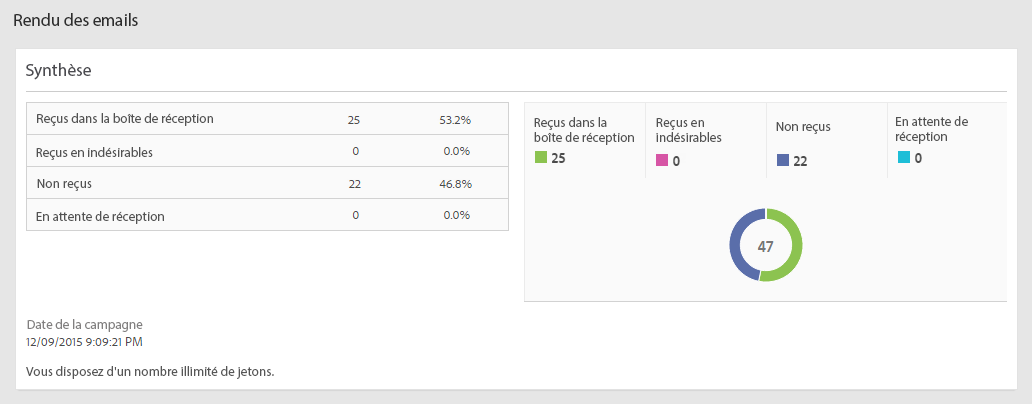 Rendu des emails
Synthèse
Reçus dans la boîte de réception 25 53.2%
Reçus en indésirables 0 0.0%
Non reçus 22 46.8%
En attente de réception 0 0.0%
Reçus dans la
boîte de réception
25
Reçus en
indésirables
0
Non reçus
22
En attente de
réception
0
47
Date de la campagne
12/09/2015 9:09:21 PM
Vous disposez d'un nombre illimité de jetons.